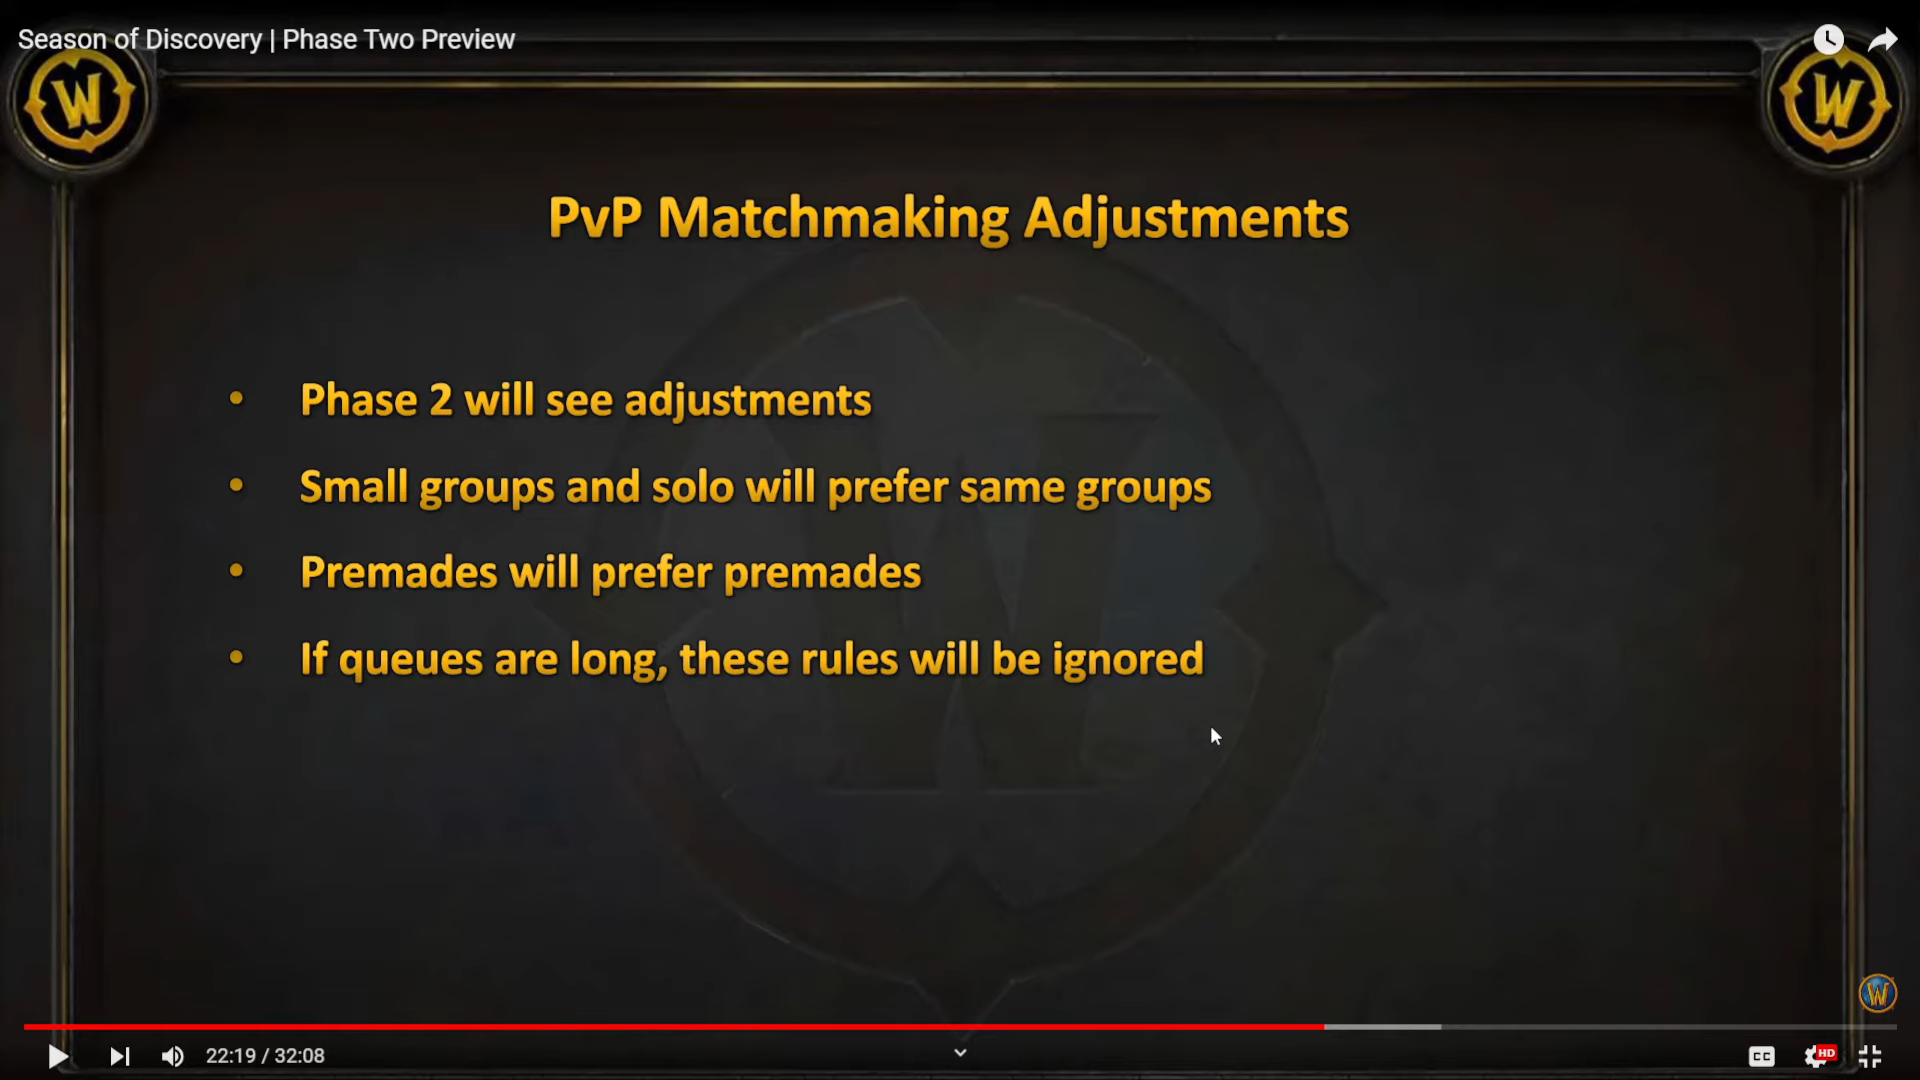 Season of Discovery | Phase Two Preview
W W
PvP Matchmaking Adjustments
• Phase 2 will see adjustments
• Small groups and solo will prefer same groups
• Premades will prefer premades
• If queues are long, these rules will be ignored
W
22:19 / 32:08
CC
HD